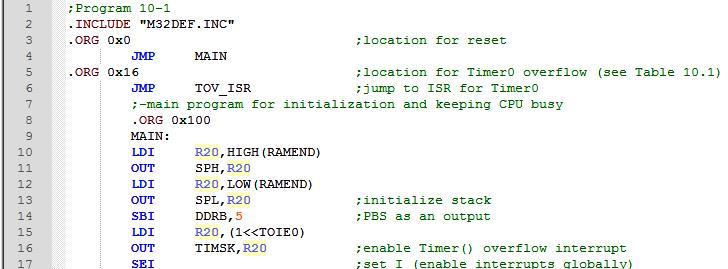 1 ;Program 10-1
2 .INCLUDE "M32DEF.INC"
3 .ORG 0x0 ;location for reset
4 JMP MAIN
5 .ORG 0x16 ;location for Timer0 overflow (see Table 10.1)
6 JMP TOV_ISR ;jump to ISR for Timer0
7 ;-main program for initialization and keeping CPU busy
8 .ORG 0x100
9 MAIN:
10 LDI R20,HIGH(RAMEND)
11 OUT SPH,R20
12 LDI R20,LOW(RAMEND)
13 OUT SPL,R20 ;initialize stack
14 SBI DDRB,5 ;PBS as an output
15 LDI R20,(1<<TOIE0)
16 OUT TIMSK,R20 ;enable Timer() overflow interrupt
17 SEI ;set I (enable interrupts globally)